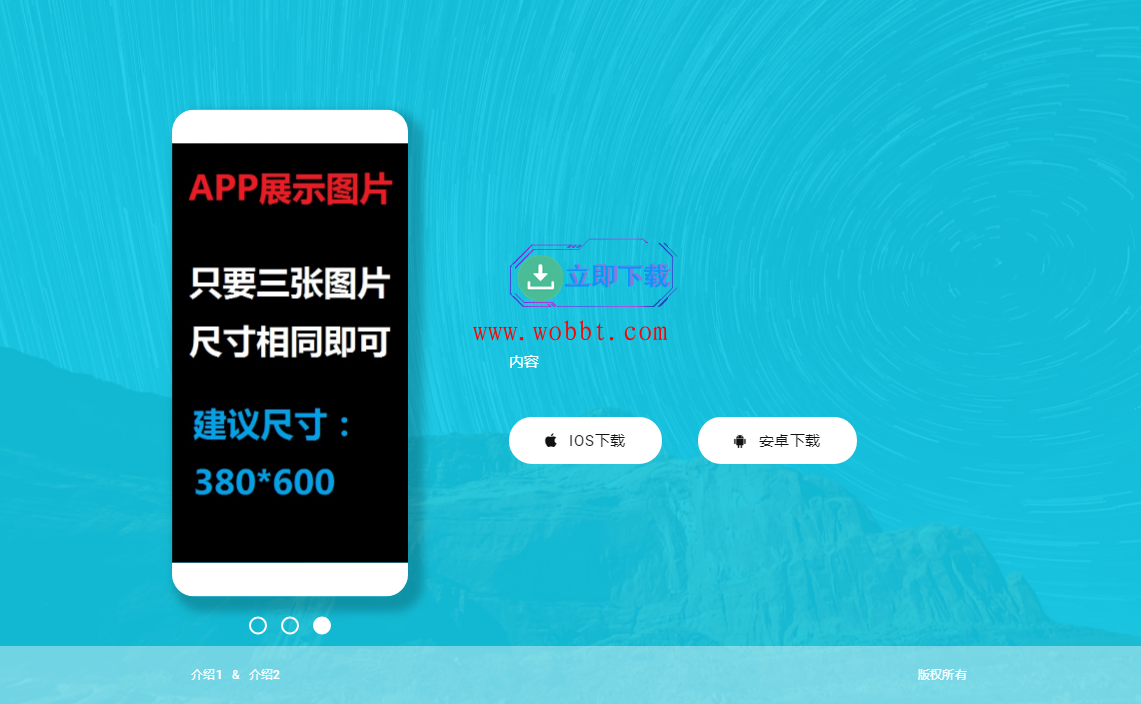 APP展示图片
只要三张图片
尺寸相同即可
建议尺寸：
380*600
立即下载
www.wobbt.com
内容
IOS下载
安卓下载
介绍1 & 介绍2
版权所有